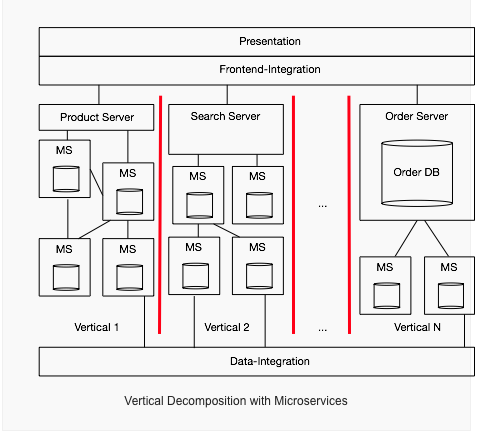 Presentation
Frontend-Integration
Product Server
Search Server
...
Order Server
MS
MS
MS
MS
Order DB
...
MS
MS
MS
MS
MS
MS
Vertical 1
Vertical 2
...
Vertical N
Data-Integration
Vertical Decomposition with Microservices